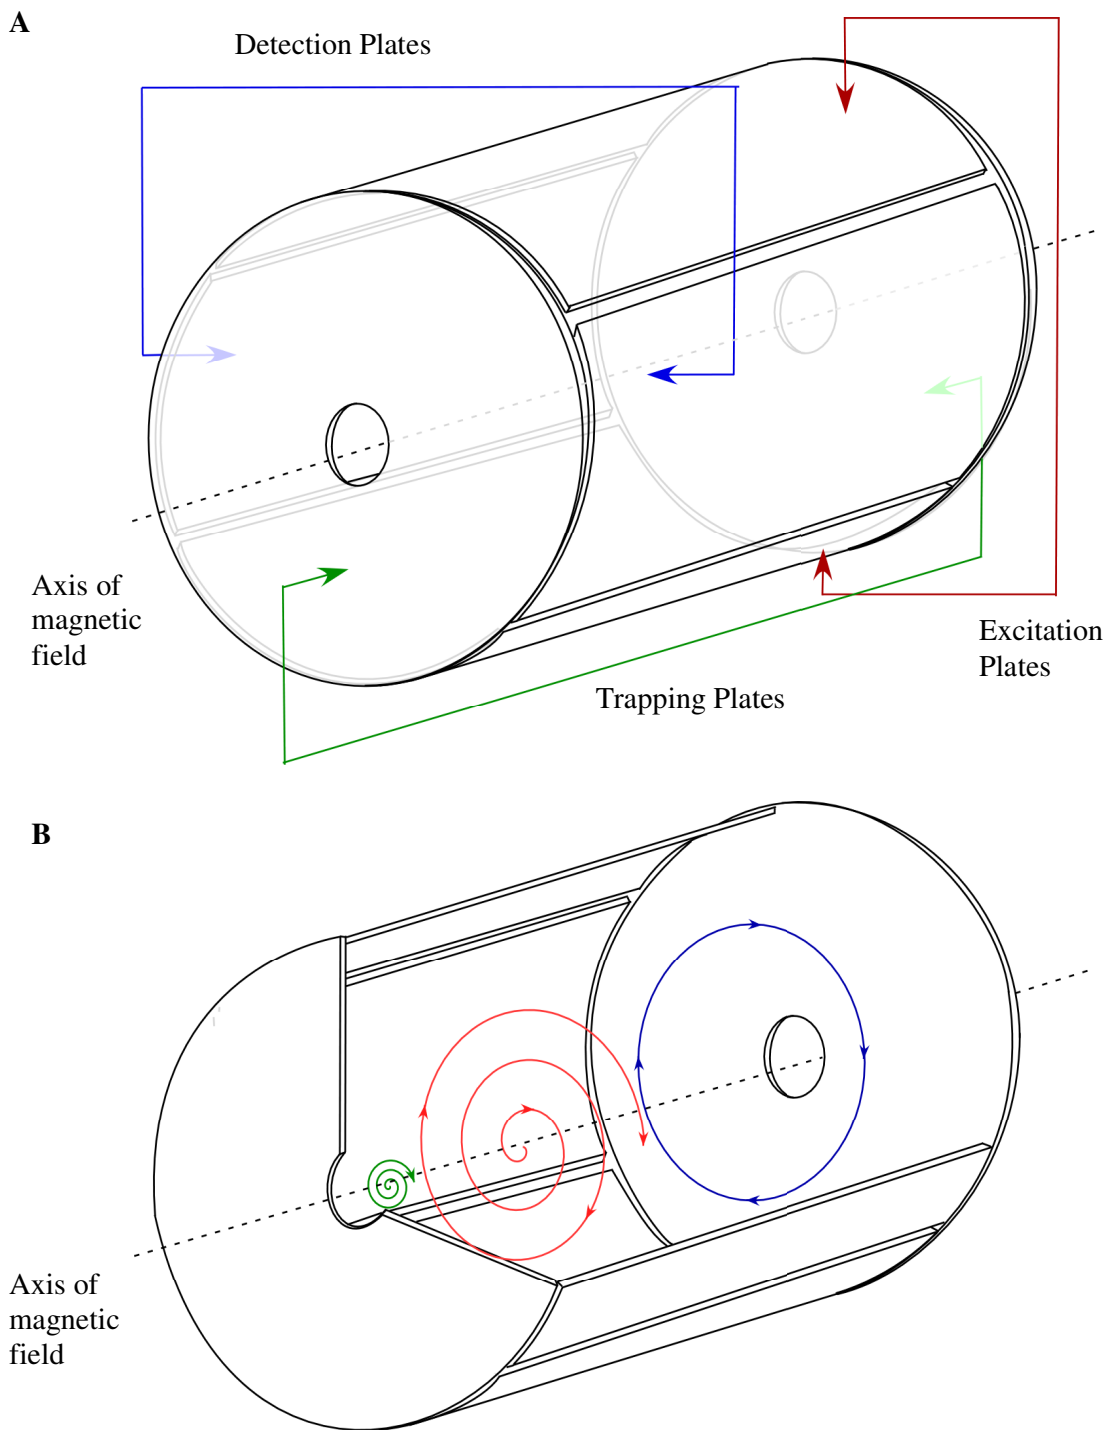 A
Detection Plates
Axis of
magnetic
field
Excitation
Plates
Trapping Plates
B
Axis of
magnetic
field